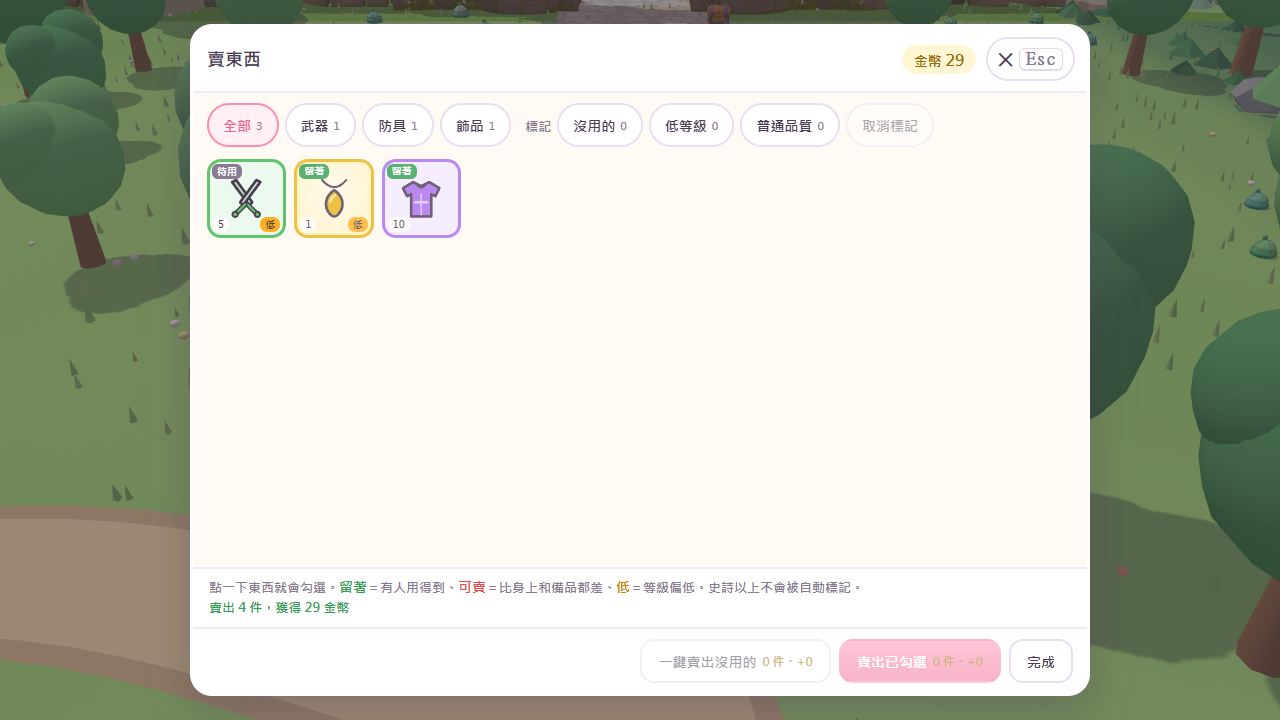 賣東西
金幣 29
Esc
全部 3 武器 1 防具 1 飾品 1 標記 沒用的 0 低等級 0 普通品質 0 取消標記
待用 留著 留著
5 低 1 低 10
點一下東西就會勾選。留著＝有人用得到、可賣＝比身上和備品都差、低＝等級偏低。史詩以上不會被自動標記。
賣出 4 件，獲得 29 金幣
一鍵賣出沒用的 0 件・+0 賣出已勾選 0 件・+0 完成